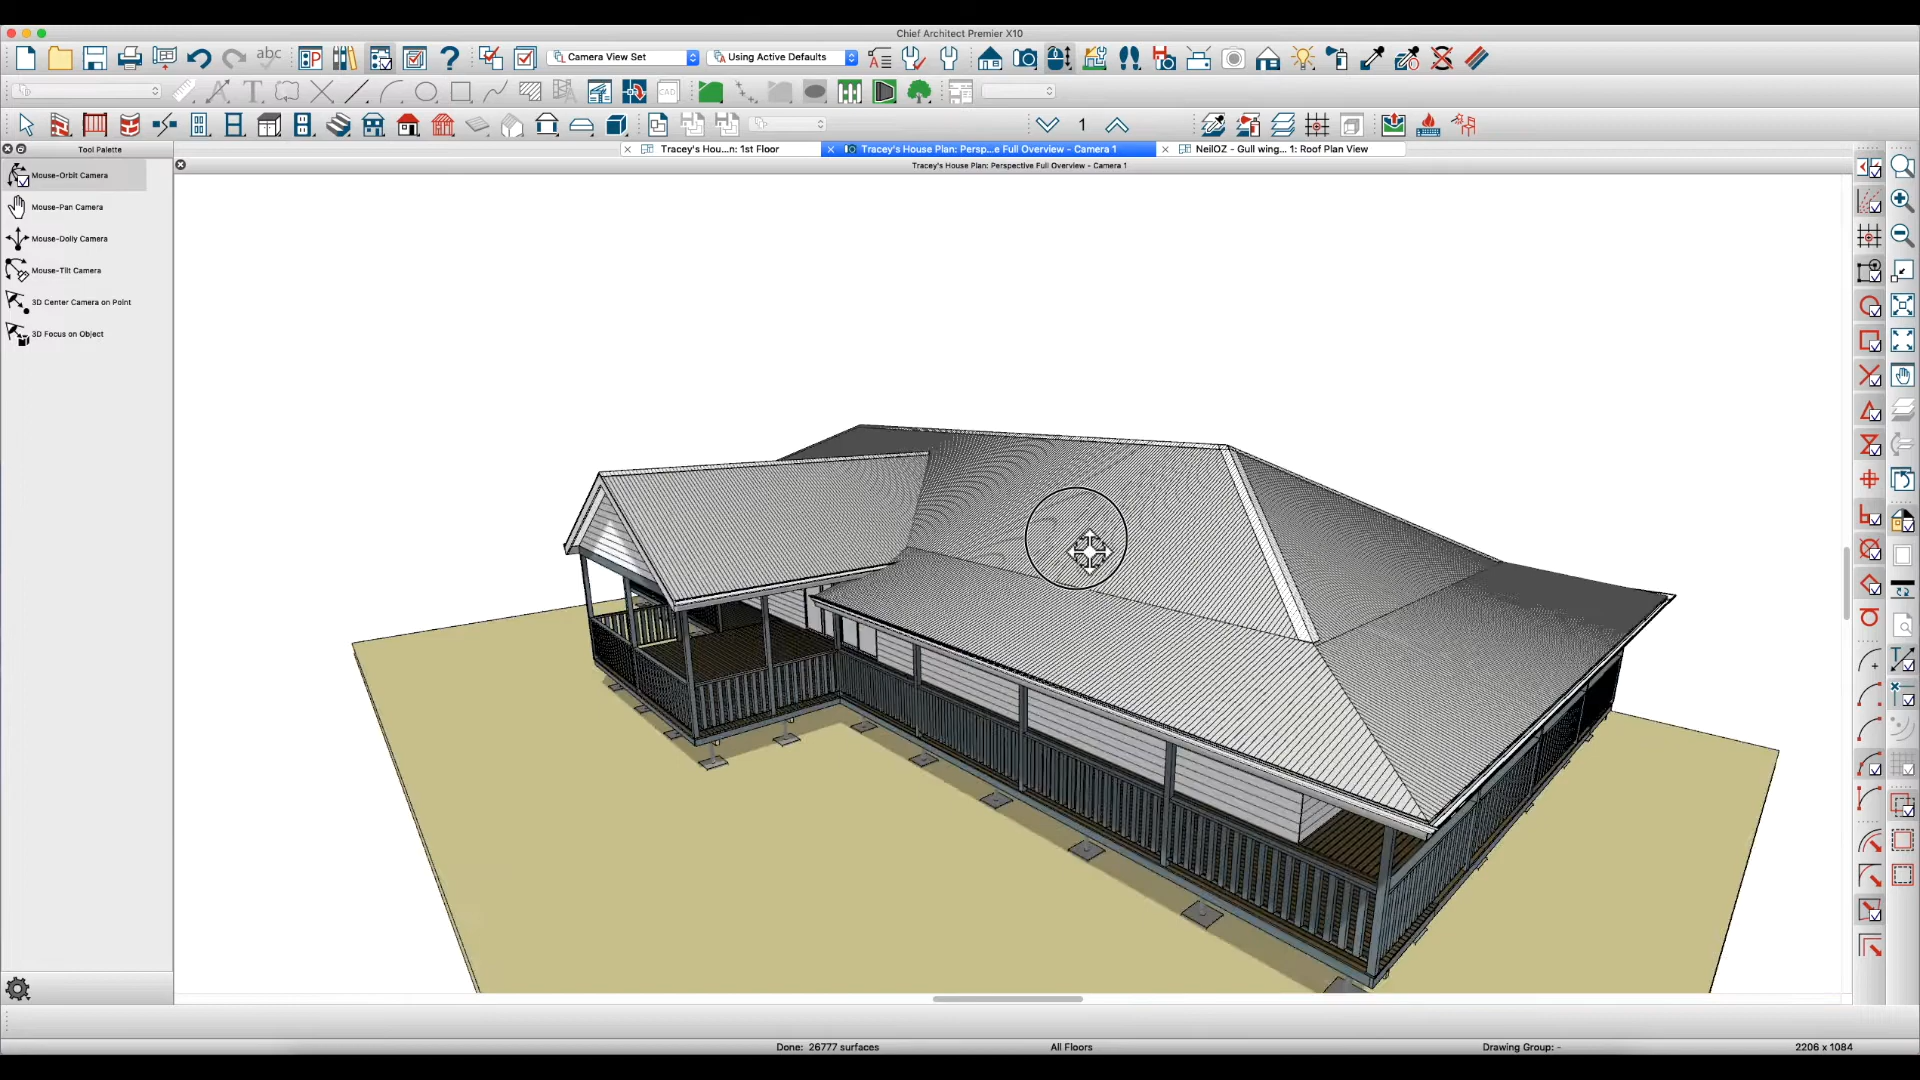 Chief Architect Premier X10
abc
Camera View Set
Using Active Defaults
CAD
1
Tool Palette
Tracey's Hou...n: 1st Floor
Tracey's House Plan: Persp...e Full Overview - Camera 1
NeilOZ - Gull wing... 1: Roof Plan View
Tracey's House Plan: Perspective Full Overview - Camera 1
Mouse-Orbit Camera
Mouse-Pan Camera
Mouse-Dolly Camera
Mouse-Tilt Camera
3D Center Camera on Point
3D Focus on Object
Done: 26777 surfaces
All Floors
Drawing Group: -
2206 x 1084